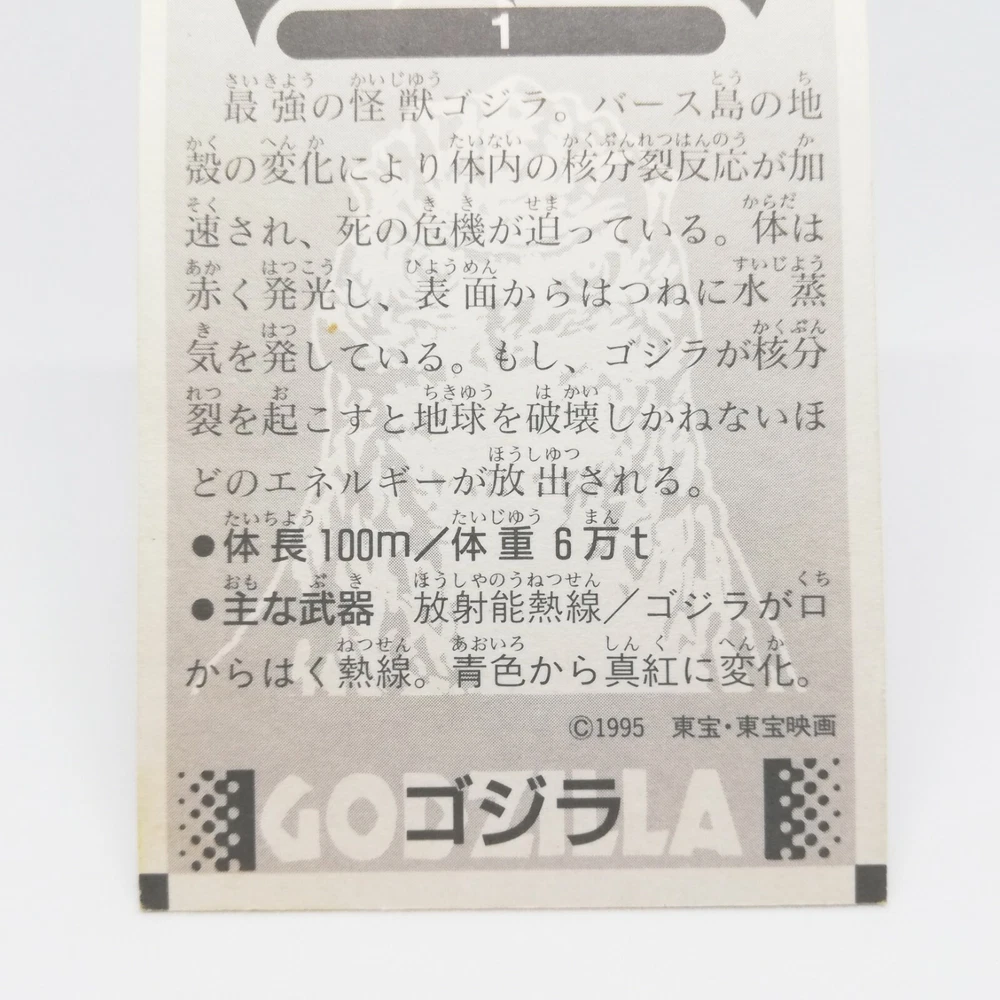 1
最強の怪獣ゴジラ。バース島の地
殻の変化により体内の核分裂反応が加
速され、死の危機が迫っている。体は
赤く発光し、表面からはつねに水蒸
気を発している。もし、ゴジラが核分
裂を起こすと地球を破壊しかねないほ
どのエネルギーが放出される。
●体長100m/体重6万t
●主な武器 放射能熱線/ゴジラが口
からはく熱線。青色から真紅に変化。
©1995 東宝・東宝映画
GODZILLA
ゴジラ